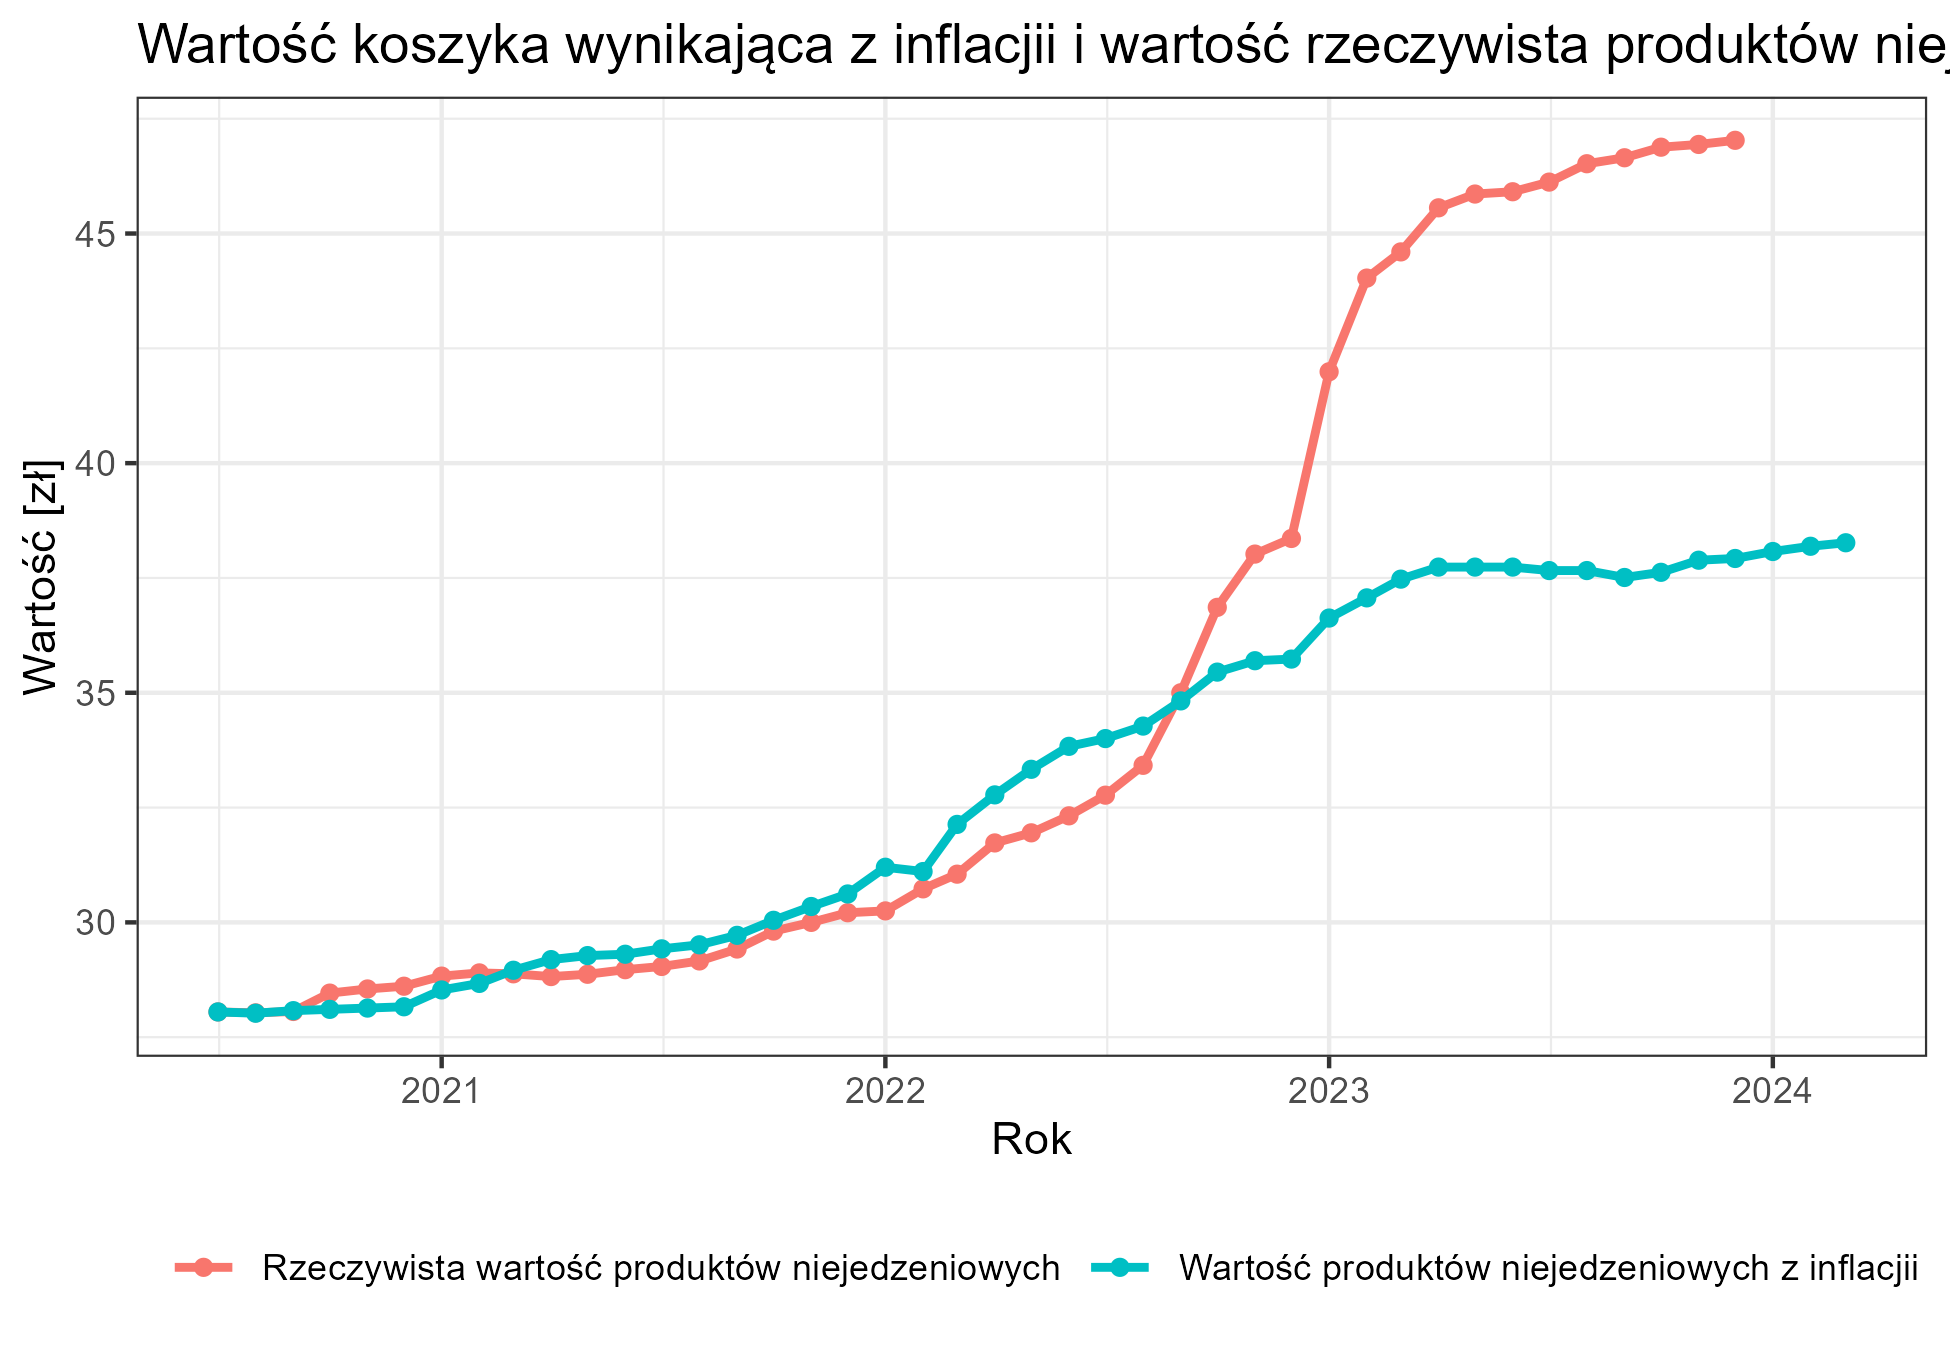 Wartość koszyka wynikająca z inflacjii i wartość rzeczywista produktów
45
40
35
30
Wartość [zł]
2021 2022 2023 2024
Rok
Rzeczywista wartość produktów niejedzeniowych Wartość produktów niejedzeniowych z inflacjii